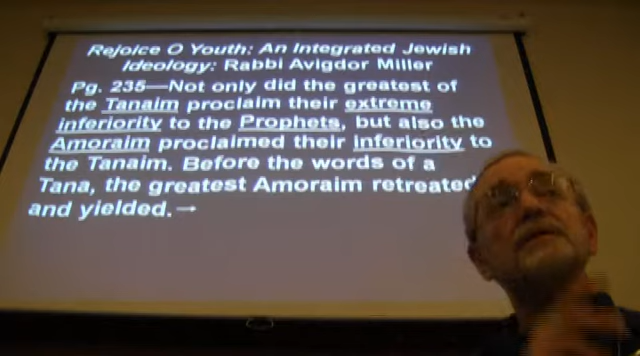 Rejoice O Youth: An Integrated Jewish
Ideology: Rabbi Avigdor Miller
Pg. 235—Not only did the greatest of
the Tanaim proclaim their extreme
inferiority to the Prophets, but also the
Amoraim proclaimed their inferiority to
the Tanaim. Before the words of a
Tana, the greatest Amoraim retreated
and yielded.→